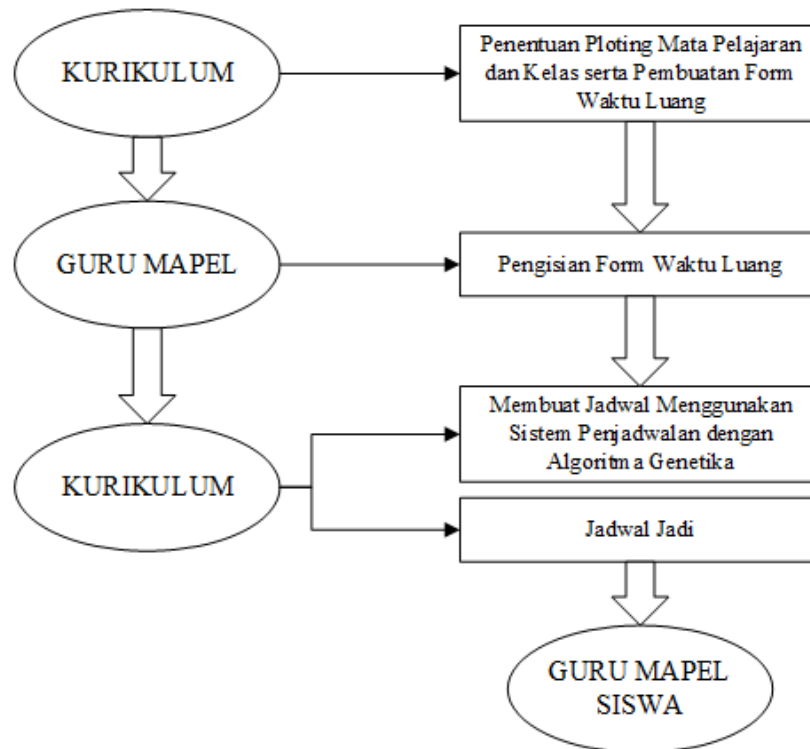 KURIKULUM
Penentuan Ploting Mata Pelajaran
dan Kelas serta Pembuatan Form
Waktu Luang
GURU MAPEL
Pengisian Form Waktu Luang
KURIKULUM
Membuat Jadwal Menggunakan
Sistem Penjadwalan dengan
Algoritma Genetika
Jadwal Jadi
GURU MAPEL
SISWA